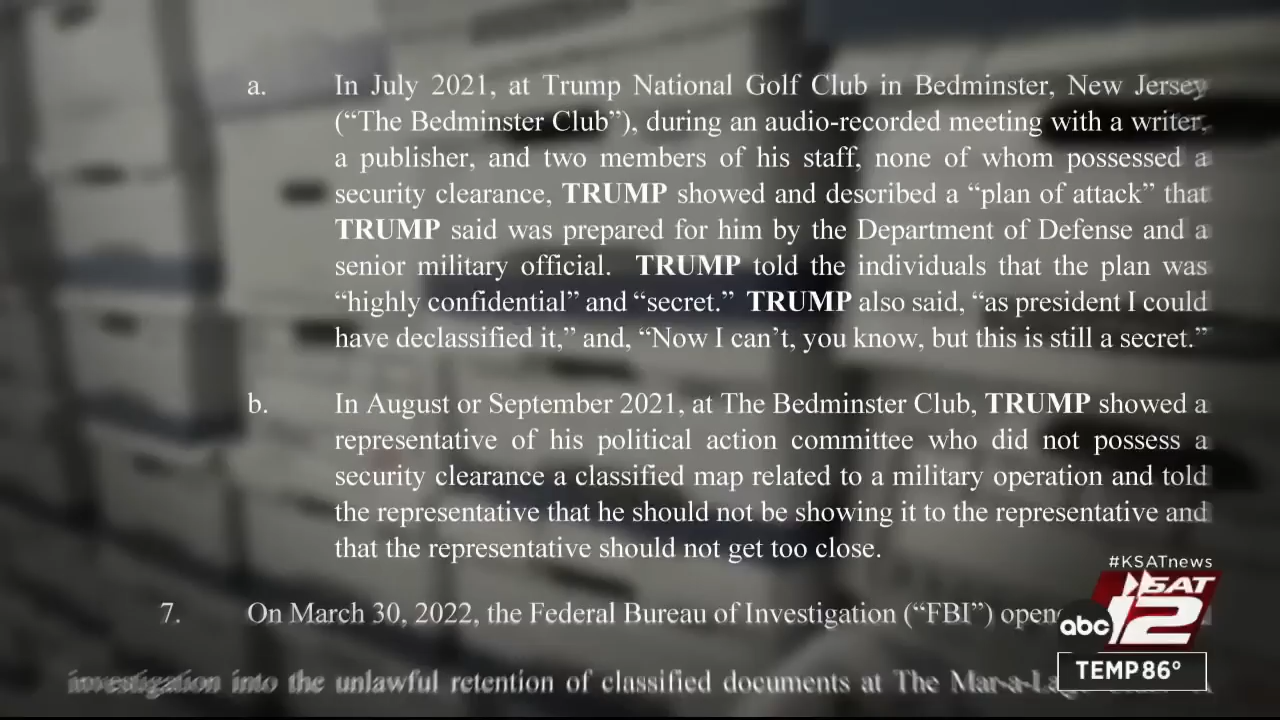 a. In July 2021, at Trump National Golf Club in Bedminster, New Jersey
(“The Bedminster Club”), during an audio-recorded meeting with a writer,
a publisher, and two members of his staff, none of whom possessed a
security clearance, TRUMP showed and described a “plan of attack” that
TRUMP said was prepared for him by the Department of Defense and a
senior military official. TRUMP told the individuals that the plan was
“highly confidential” and “secret.” TRUMP also said, “as president I could
have declassified it,” and, “Now I can’t, you know, but this is still a secret.”
b. In August or September 2021, at The Bedminster Club, TRUMP showed a
representative of his political action committee who did not possess a
security clearance a classified map related to a military operation and told
the representative that he should not be showing it to the representative and
that the representative should not get too close.
7. On March 30, 2022, the Federal Bureau of Investigation (“FBI”) open
investigation into the unlawful retention of classified documents at The Mar-a-La
#KSATnews
KSAT
abc 12
TEMP 86°